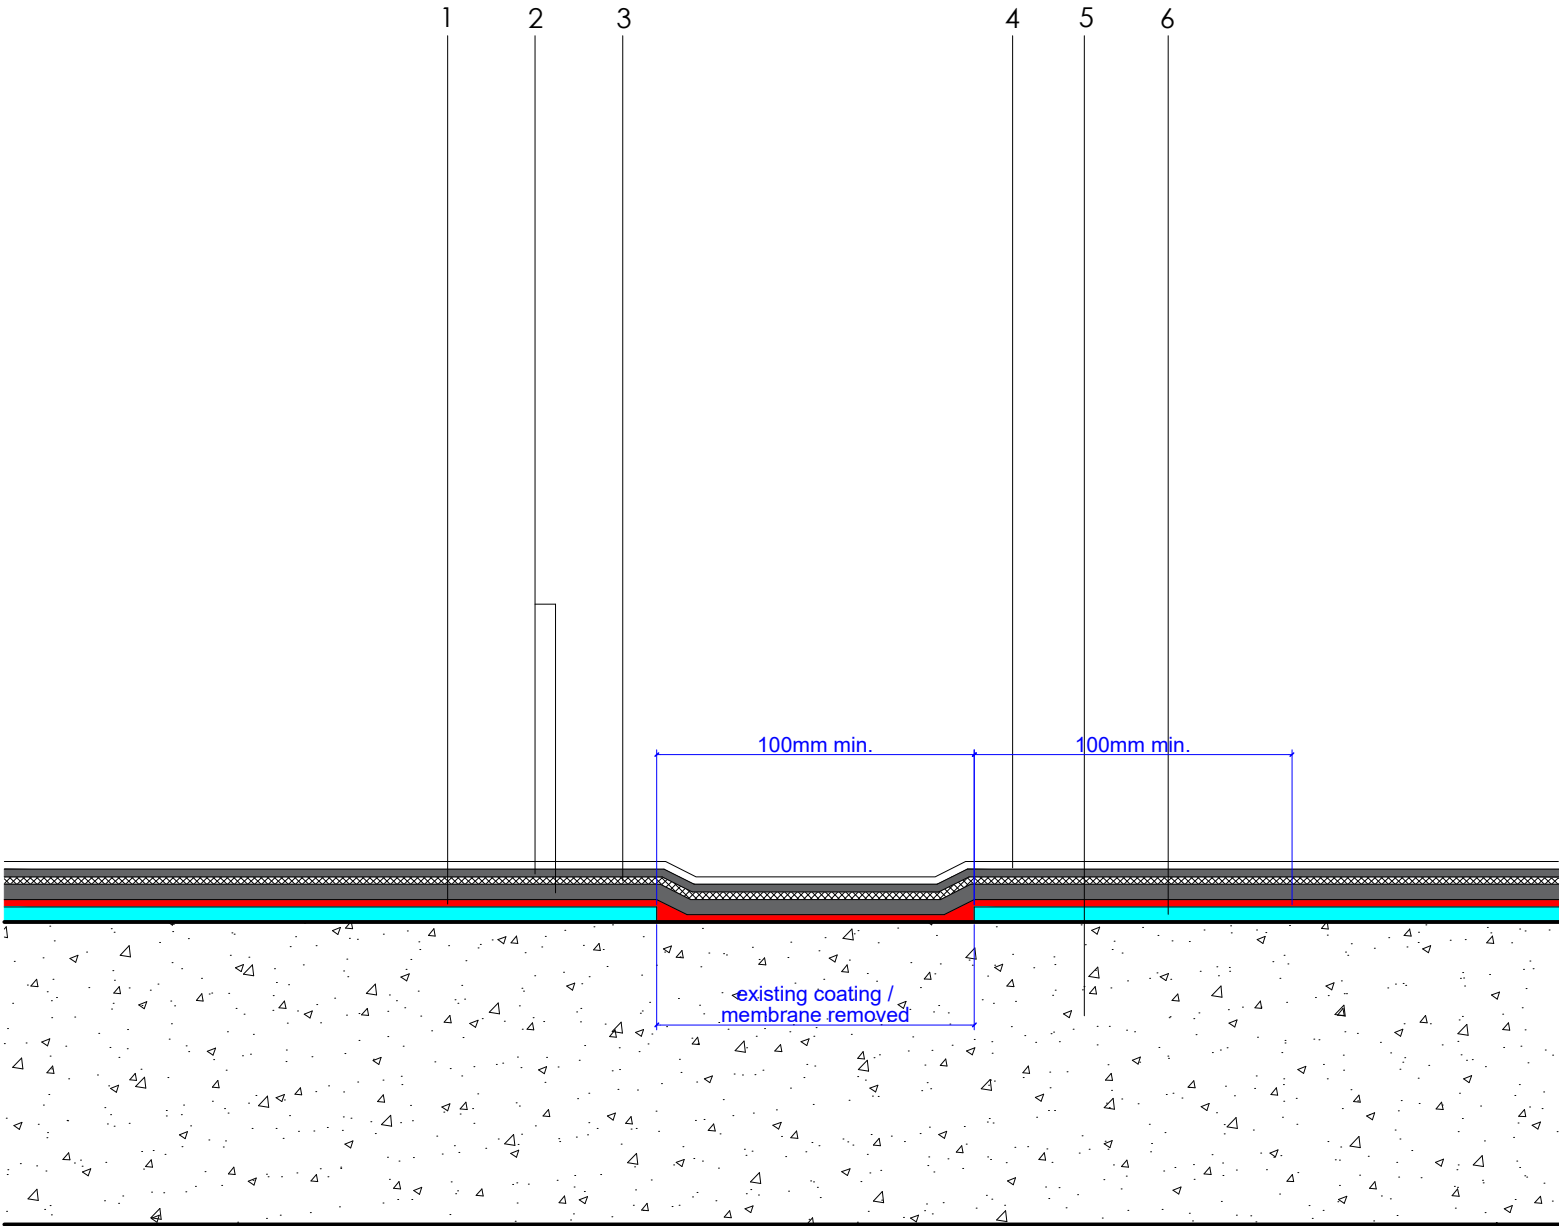 1 2 3 4 5 6
100mm min. 100mm min.
existing coating /
membrane removed